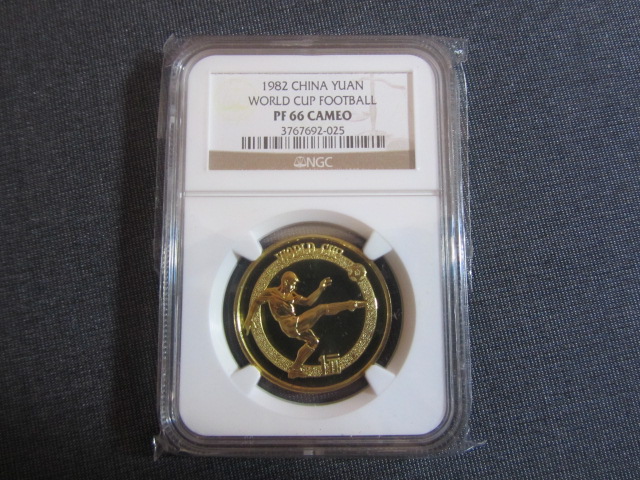 1982 CHINA YUAN
WORLD CUP FOOTBALL
PF 66 CAMEO
3767692-025
NGC
WORLD CUP